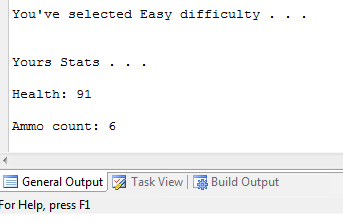 You've selected Easy difficulty . . .
Yours Stats . . .
Health: 91
Ammo count: 6
General Output Task View Build Output
For Help, press F1